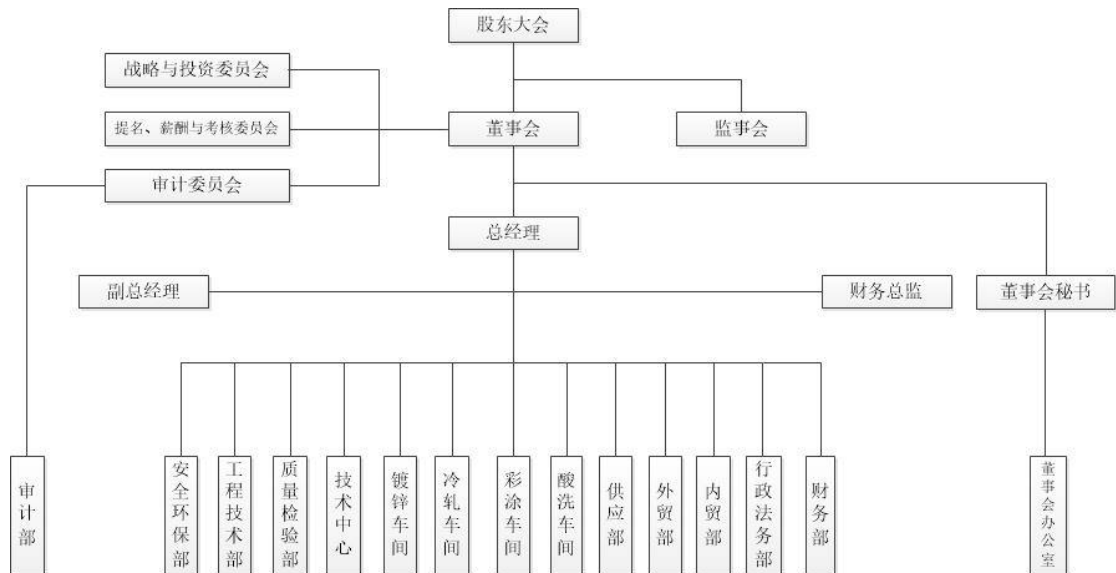 股东大会
战略与投资委员会
提名、薪酬与考核委员会
董事会
监事会
审计委员会
总经理
副总经理
财务总监
董事会秘书
审计部
安全环保部
工程技术部
质量检验部
技术中心
镀锌车间
冷轧车间
彩涂车间
酸洗车间
供应部
外贸部
内贸部
行政法务部
财务部
董事会办公室